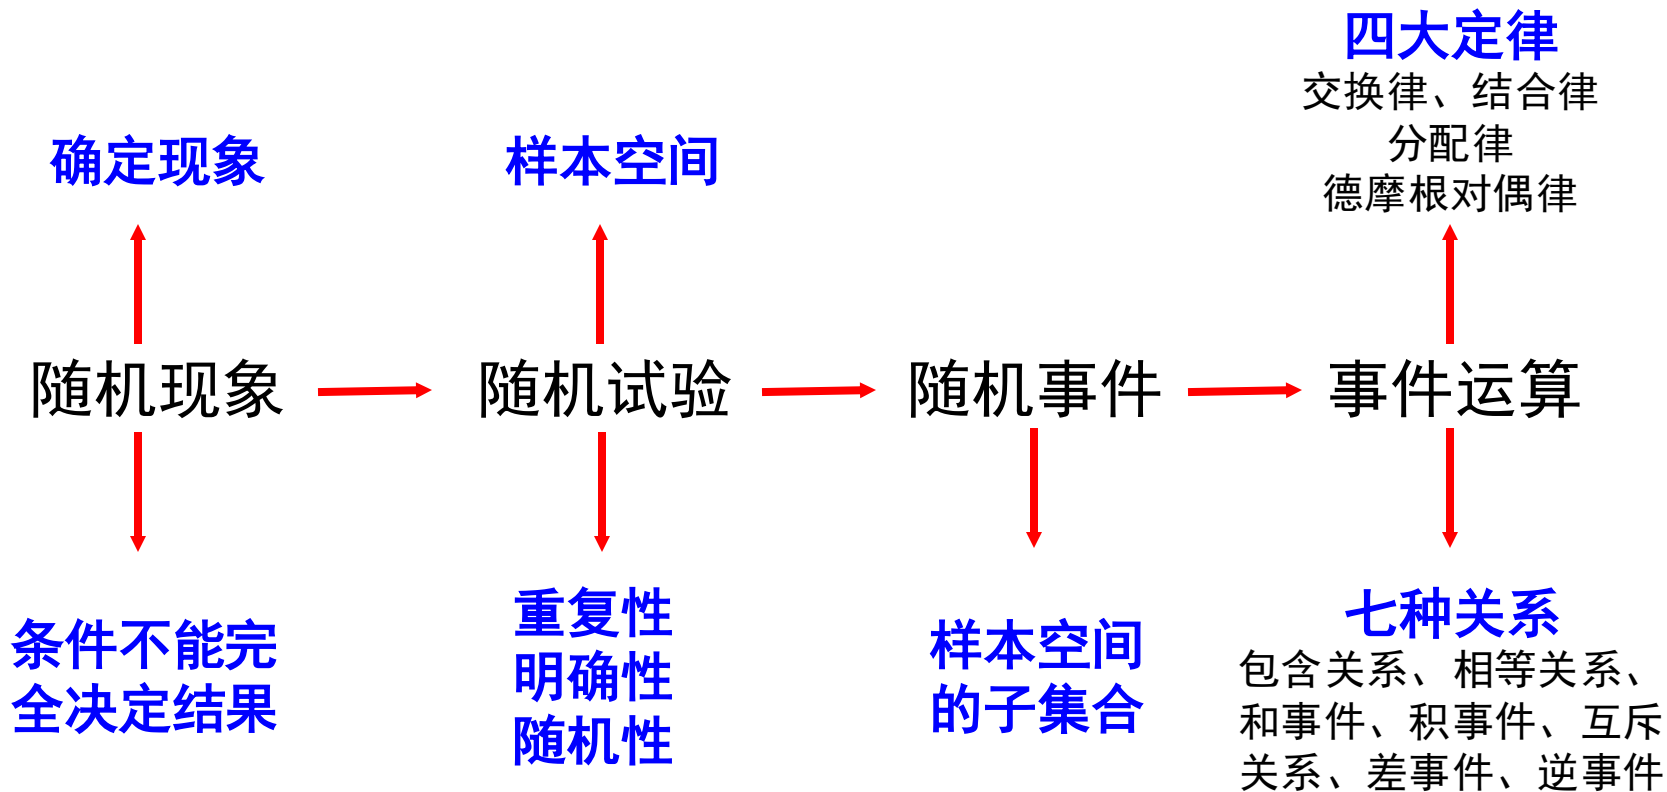 四大定律
交换律、结合律
分配律
德摩根对偶律
确定现象
样本空间
随机现象
随机试验
随机事件
事件运算
条件不能完
全决定结果
重复性
明确性
随机性
样本空间
的子集合
七种关系
包含关系、相等关系、
和事件、积事件、互斥
关系、差事件、逆事件